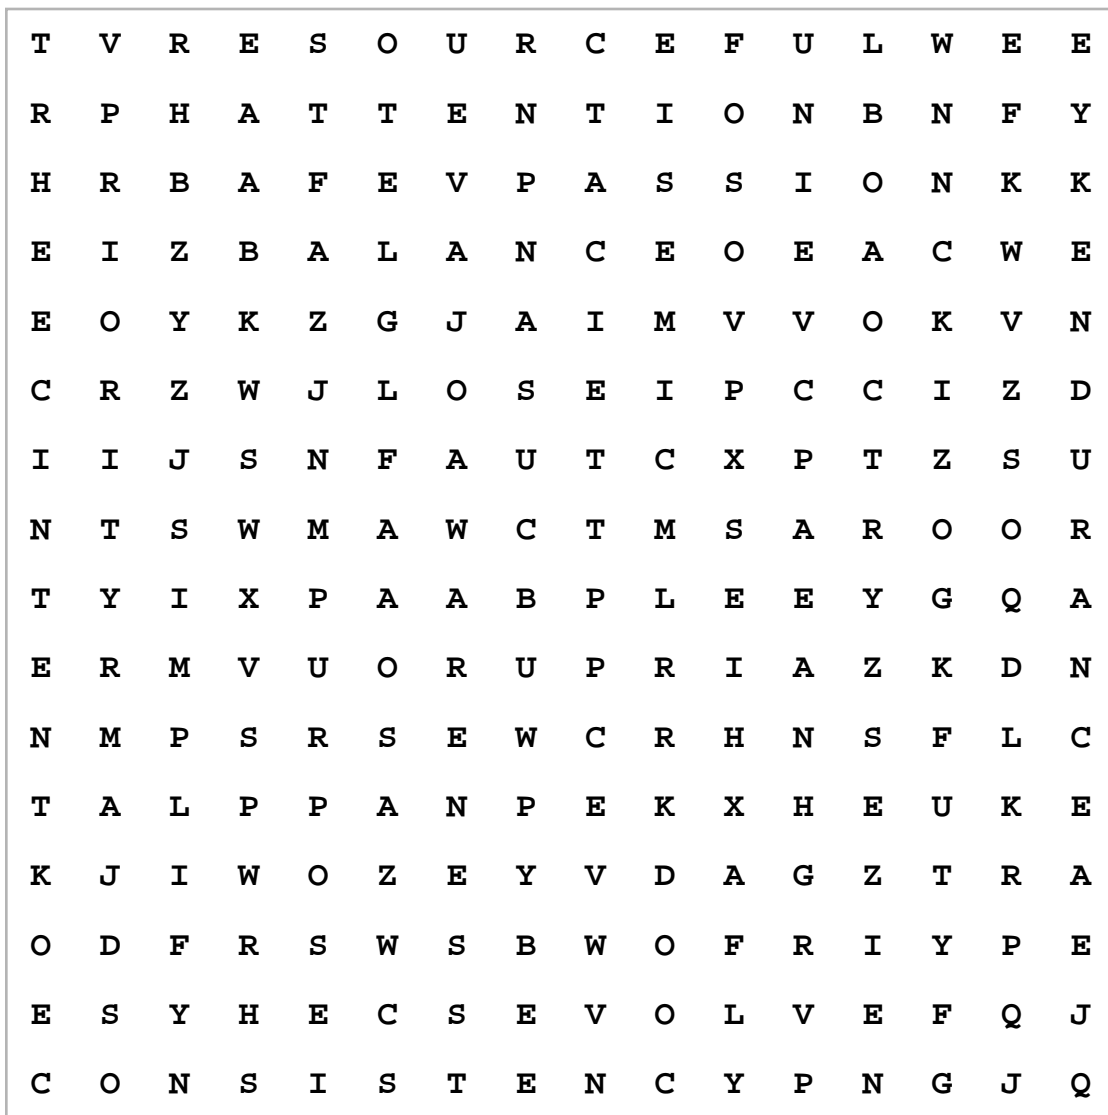 T V R E S O U R C E F U L W E E
R P H A T T E N T I O N B N F Y
H R B A F E V P A S S I O N K K
E I Z B A L A N C E O E A C W E
E O Y K Z G J A I M V V O K V N
C R Z W J L O S E I P C C I Z D
I I J S N F A U T C X P T Z S U
N T S W M A W C T M S A R O O R
T Y I X P A A B P L E E Y G Q A
E R M V U O R U P R I A Z K D N
N M P S R S E W C R H N S F L C
T A L P P A N P E K X H E U K E
K J I W O Z E Y V D A G Z T R A
O D F R S W S B W O F R I Y P E
E S Y H E C S E V O L V E F Q J
C O N S I S T E N C Y P N G J Q